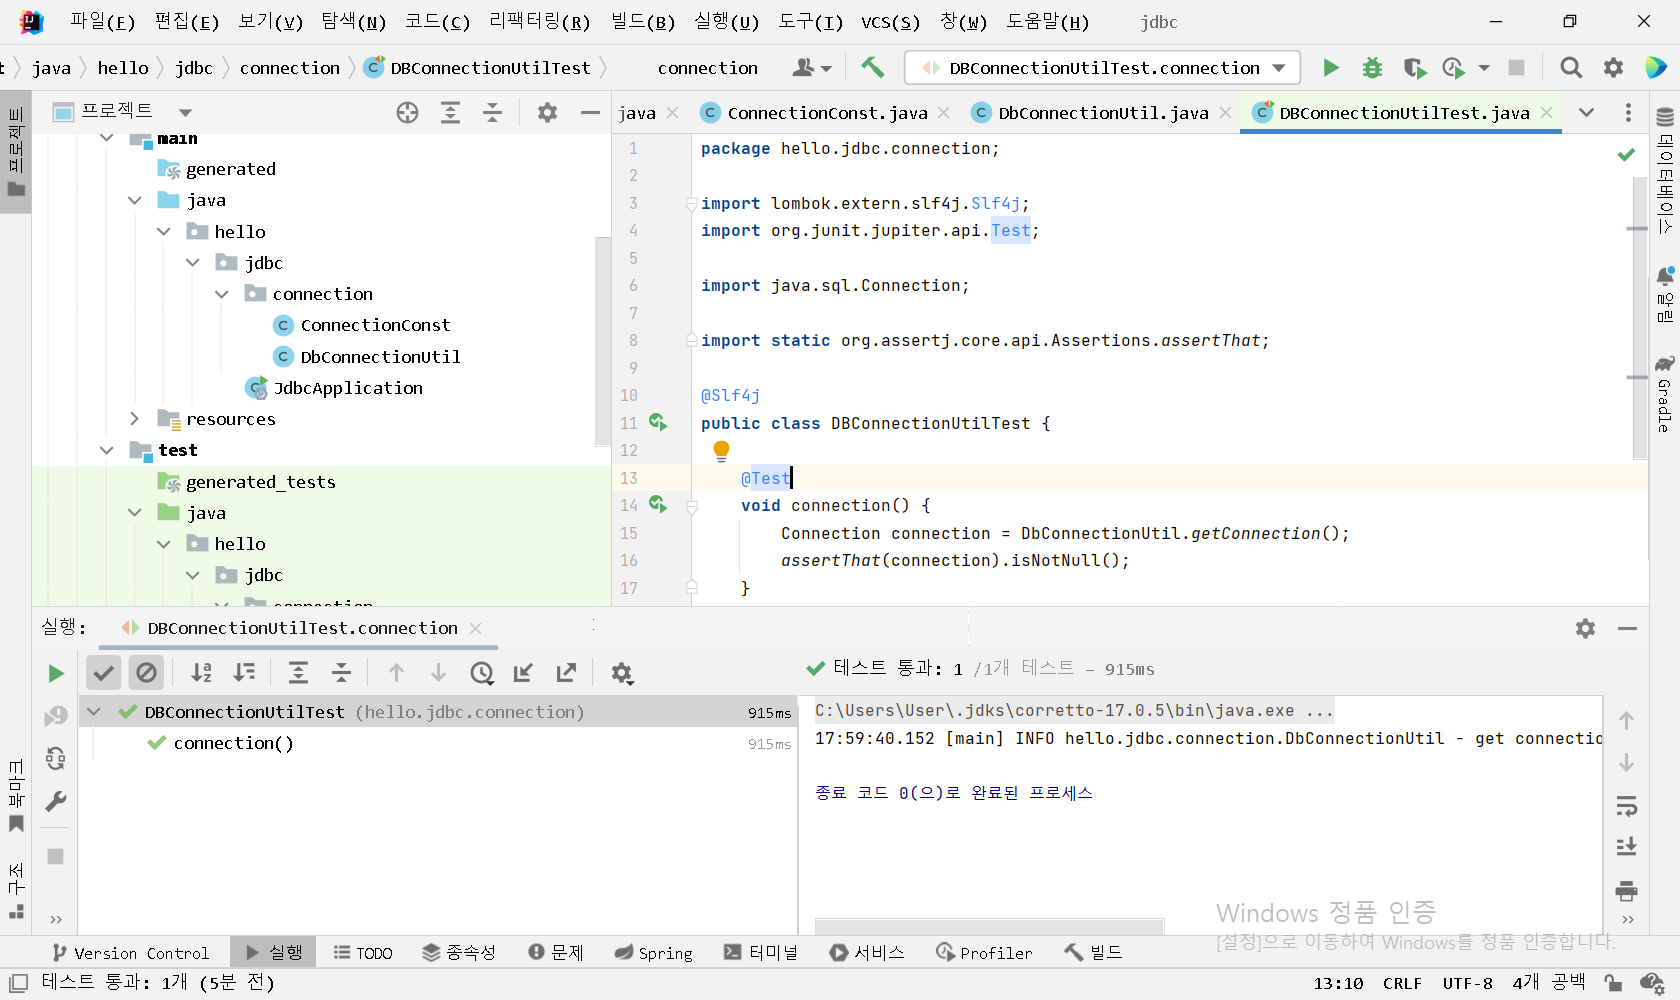 파일(F) 편집(E) 보기(V) 탐색(N) 코드(C) 리팩터링(R) 빌드(B) 실행(U) 도구(T) VCS(S) 창(W) 도움말(H) jdbc
java hello jdbc connection DBConnectionUtilTest connection DBConnectionUtilTest.connection
프로젝트
프로젝트
java ConnectionConst.java DbConnectionUtil.java DBConnectionUtilTest.java
main
generated
java
hello
jdbc
connection
ConnectionConst
DbConnectionUtil
JdbcApplication
resources
test
generated_tests
java
hello
jdbc
connection
1 package hello.jdbc.connection;
2
3 import lombok.extern.slf4j.Slf4j;
4 import org.junit.jupiter.api.Test;
5
6 import java.sql.Connection;
7
8 import static org.assertj.core.api.Assertions.assertThat;
9
10 @Slf4j
11 public class DBConnectionUtilTest {
12
13 @Test
14 void connection() {
15 Connection connection = DbConnectionUtil.getConnection();
16 assertThat(connection).isNotNull();
17 }
데이터베이스
알림
Gradle
실행: DBConnectionUtilTest.connection
테스트 통과: 1 /1개 테스트 – 915ms
DBConnectionUtilTest (hello.jdbc.connection) 915ms
connection() 915ms
C:\Users\User\.jdks\corretto-17.0.5\bin\java.exe ...
17:59:40.152 [main] INFO hello.jdbc.connection.DbConnectionUtil - get connectio
종료 코드 0(으)로 완료된 프로세스
북마크
구조
Windows 정품 인증
[설정]으로 이동하여 Windows를 정품 인증합니다.
Version Control 실행 TODO 종속성 문제 Spring 터미널 서비스 Profiler 빌드
테스트 통과: 1개 (5분 전) 13:10 CRLF UTF-8 4개 공백